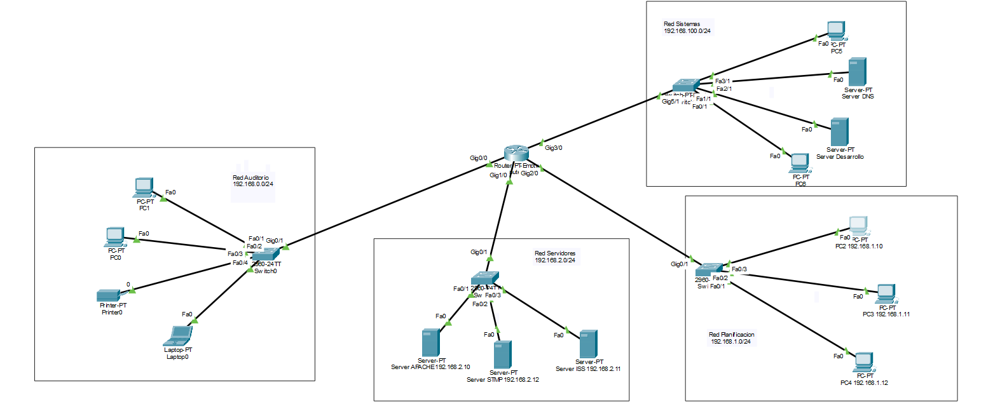 Red Sistemas
192.168.100.0/24
Fa0
PC-PT
PC5
Fa3/1
Fa2/1
Fa0
Server-PT
Server DNS
Gig5/1
Fa1/1
Fa0/1
Fa0
Server-PT
Server Desarrollo
Fa0
PC-PT
PC6
Gig3/0
Gig0/0
Gig1/0
Gig2/0
Red Auditorio
192.168.0.0/24
Fa0
PC-PT
PC1
Fa0
PC-PT
PC0
Fa0/1
Gig0/1
Fa0/2
Fa0/3
Fa0/4
2960-24TT
Switch0
0
Printer-PT
Printer0
Fa0
Laptop-PT
Laptop0
Gig0/1
Red Servidores
192.168.2.0/24
Fa0/1
Fa0/3
Fa0/2
Fa0
Server-PT
Server APACHE 192.168.2.10
Fa0
Server-PT
Server STMP 192.168.2.12
Fa0
Server-PT
Server ISS 192.168.2.11
Fa0
PC-PT
PC2 192.168.1.10
Gig0/1
Fa0/3
Fa0/2
Fa0/1
Fa0
PC-PT
PC3 192.168.1.11
Red Planificacion
192.168.1.0/24
Fa0
PC-PT
PC4 192.168.1.12